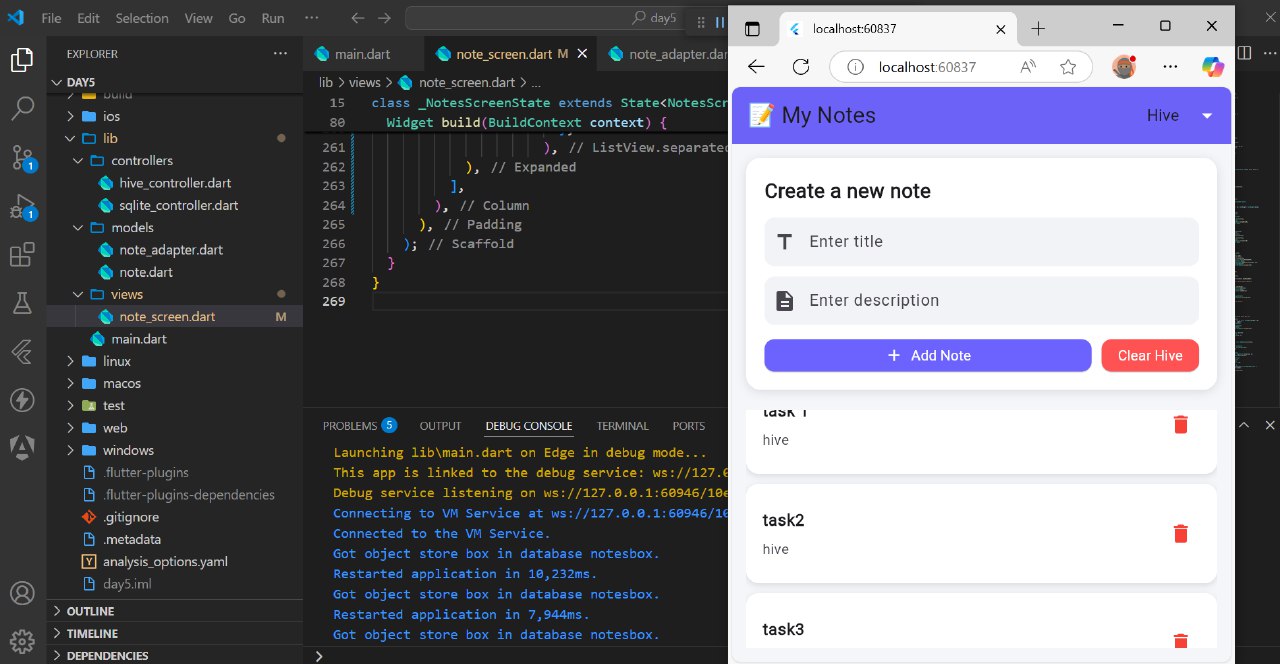 File Edit Selection View Go Run ··· day5
EXPLORER ···
DAY5
build
ios
lib
controllers
hive_controller.dart
sqlite_controller.dart
models
note_adapter.dart
note.dart
views
note_screen.dart M
main.dart
linux
macos
test
web
windows
.flutter-plugins
.flutter-plugins-dependencies
.gitignore
.metadata
analysis_options.yaml
day5.iml
OUTLINE
TIMELINE
DEPENDENCIES
1
1
main.dart note_screen.dart M note_adapter.dart
lib > views > note_screen.dart > ...
15 class _NotesScreenState extends State<NotesScr
80 Widget build(BuildContext context) {
261 ), // ListView.separated
262 ), // Expanded
263 ],
264 ), // Column
265 ), // Padding
266 ); // Scaffold
267 }
268 }
269
PROBLEMS 5 OUTPUT DEBUG CONSOLE TERMINAL PORTS
Launching lib\main.dart on Edge in debug mode...
This app is linked to the debug service: ws://127.0
Debug service listening on ws://127.0.0.1:60946/10e
Connecting to VM Service at ws://127.0.0.1:60946/10
Connected to the VM Service.
Got object store box in database notesbox.
Restarted application in 10,232ms.
Got object store box in database notesbox.
Restarted application in 7,944ms.
Got object store box in database notesbox.
localhost:60837
localhost:60837
My Notes Hive
Create a new note
Enter title
Enter description
+ Add Note Clear Hive
task 1
hive
task2
hive
task3